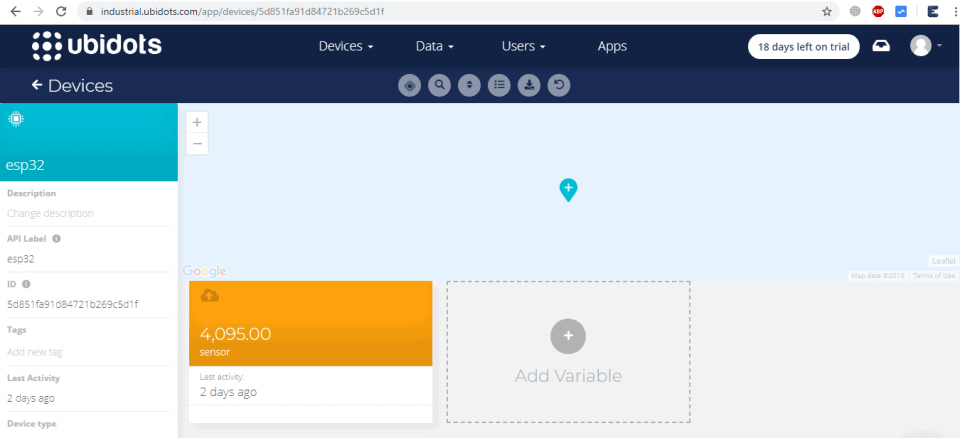 industrial.ubidots.com/app/devices/5d851fa91d84721b269c5d1f
ABP
ubidots
Devices
Data
Users
Apps
18 days left on trial
Devices
esp32
Description
Change description
API Label
esp32
ID
5d851fa91d84721b269c5d1f
Tags
Add new tag
Last Activity
2 days ago
Device type
+
−
Google
Leaflet
Map data ©2019
Terms of Use
4,095.00
sensor
Last activity:
2 days ago
Add Variable